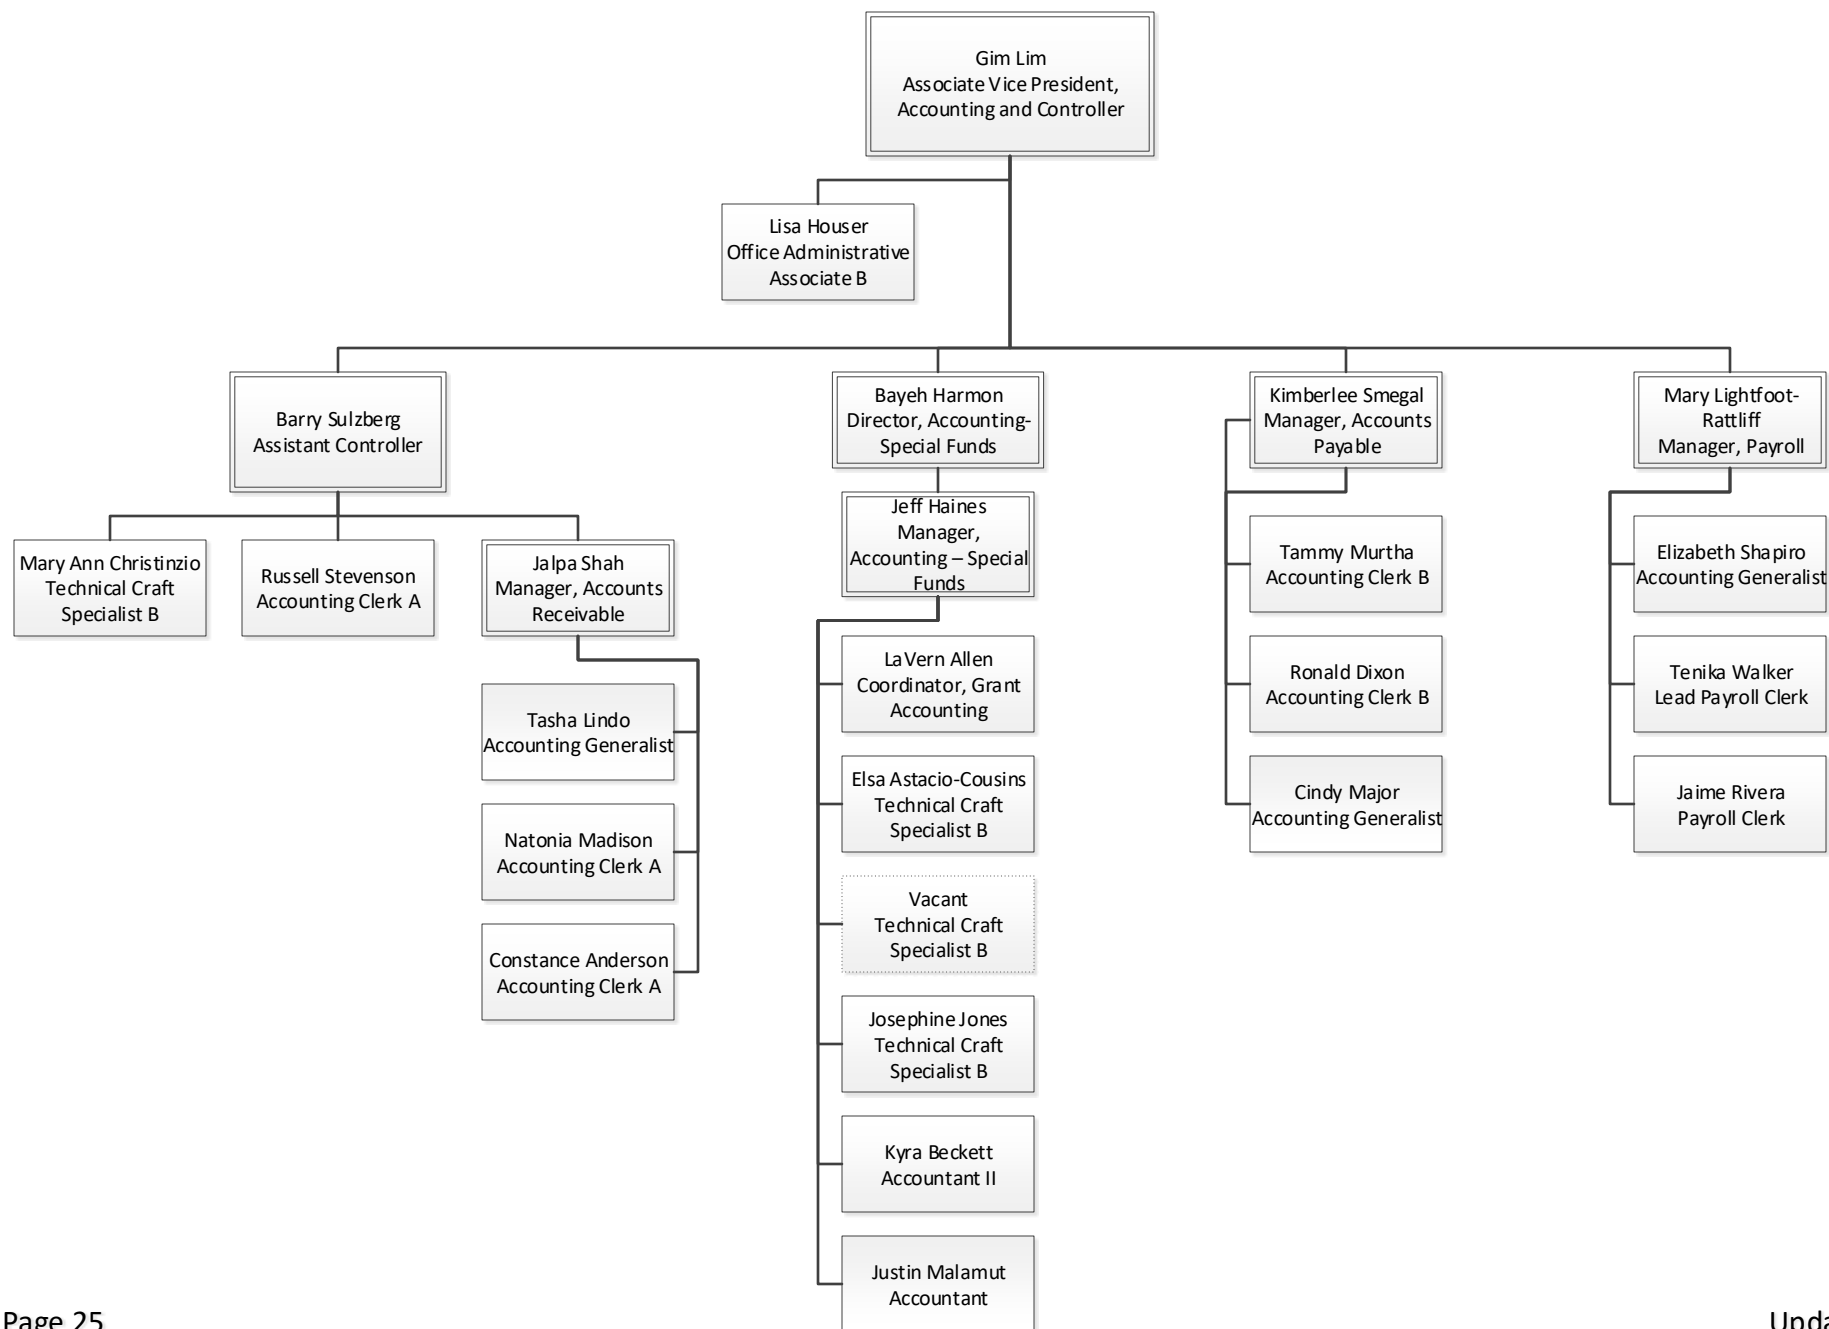 Gim Lim
Associate Vice President,
Accounting and Controller
Lisa Houser
Office Administrative
Associate B
Barry Sulzberg
Assistant Controller
Bayeh Harmon
Director, Accounting-
Special Funds
Kimberlee Smegal
Manager, Accounts
Payable
Mary Lightfoot-
Rattliff
Manager, Payroll
Mary Ann Christinzio
Technical Craft
Specialist B
Russell Stevenson
Accounting Clerk A
Jalpa Shah
Manager, Accounts
Receivable
Tasha Lindo
Accounting Generalist
Natonia Madison
Accounting Clerk A
Constance Anderson
Accounting Clerk A
Jeff Haines
Manager,
Accounting – Special
Funds
LaVern Allen
Coordinator, Grant
Accounting
Elsa Astacio-Cousins
Technical Craft
Specialist B
Vacant
Technical Craft
Specialist B
Josephine Jones
Technical Craft
Specialist B
Kyra Beckett
Accountant II
Justin Malamut
Accountant
Tammy Murtha
Accounting Clerk B
Ronald Dixon
Accounting Clerk B
Cindy Major
Accounting Generalist
Elizabeth Shapiro
Accounting Generalist
Tenika Walker
Lead Payroll Clerk
Jaime Rivera
Payroll Clerk
Page 25